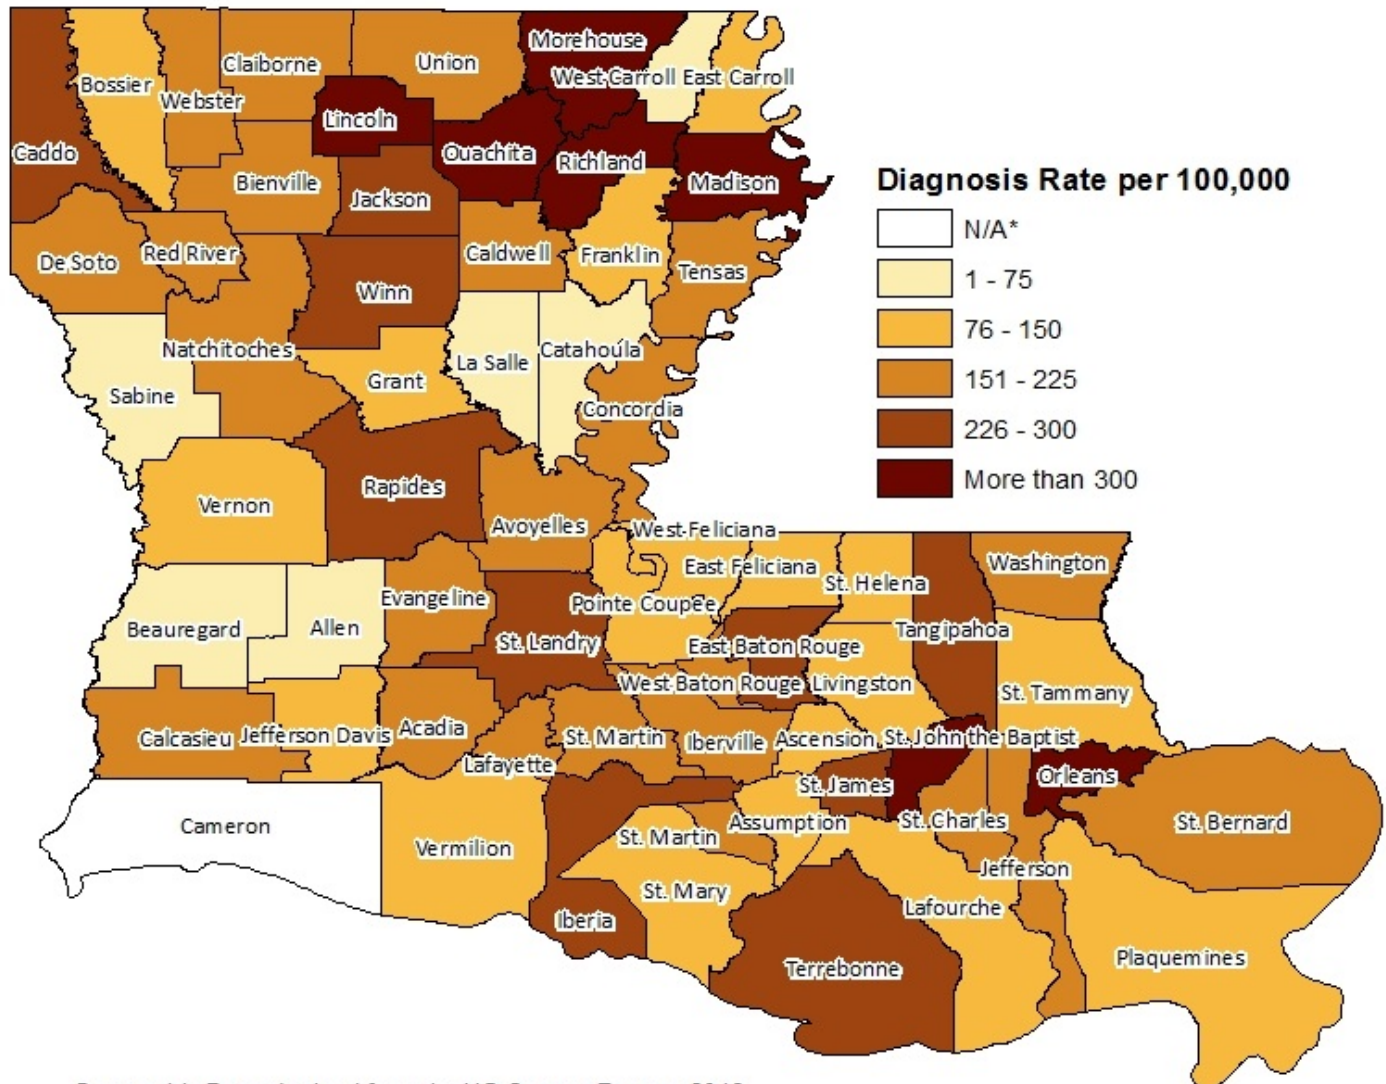 Morehouse
Claiborne
Union
West Carroll
East Carroll
Bossier
Webster
Lincoln
Caddo
Ouachita
Richland
Bienville
Madison
Jackson
De Soto
Red River
Caldwell
Franklin
Tensas
Winn
Natchitoches
La Salle
Catahoula
Grant
Sabine
Concordia
Rapides
Vernon
Avoyelles
West Feliciana
East Feliciana
St. Helena
Washington
Evangeline
Pointe Coupee
Beauregard
Allen
St. Landry
Tangipahoa
East Baton Rouge
West Baton Rouge
Livingston
St. Tammany
Calcasieu
Jefferson Davis
Acadia
St. Martin
Iberville
Ascension
St. John the Baptist
Lafayette
Orleans
St. James
Cameron
Vermilion
St. Martin
Assumption
St. Charles
St. Bernard
Jefferson
St. Mary
Lafourche
Iberia
Terrebonne
Plaquemines
Diagnosis Rate per 100,000
N/A*
1 - 75
76 - 150
151 - 225
226 - 300
More than 300